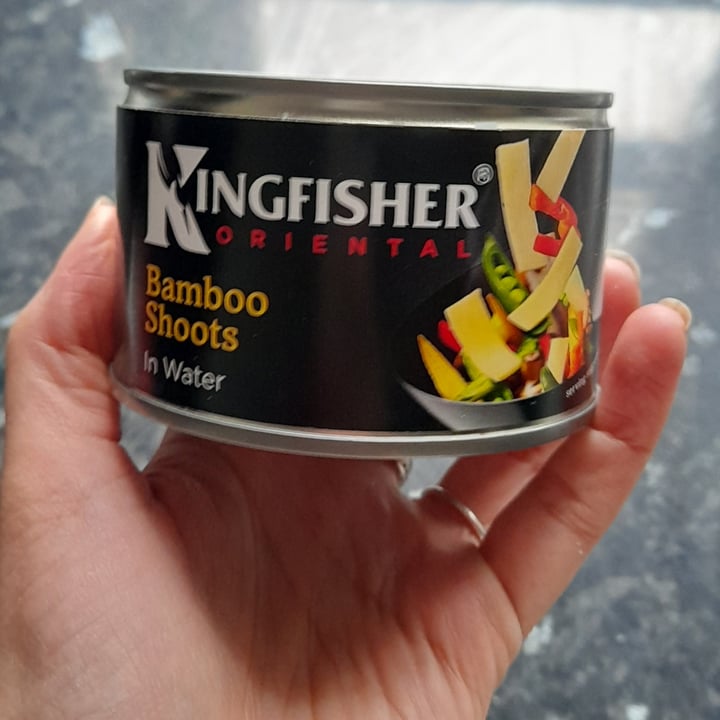 KINGFISHER®
ORIENTAL
Bamboo
Shoots
In Water